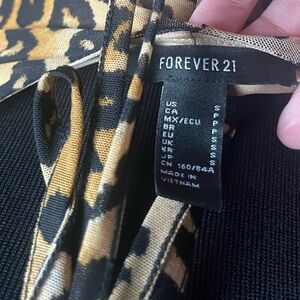 FOREVER 21
US S
CA P
MX/ECU P
BR P
EU S
UK S
KR S
JP S
CN 160/84A
MADE IN
VIETNAM